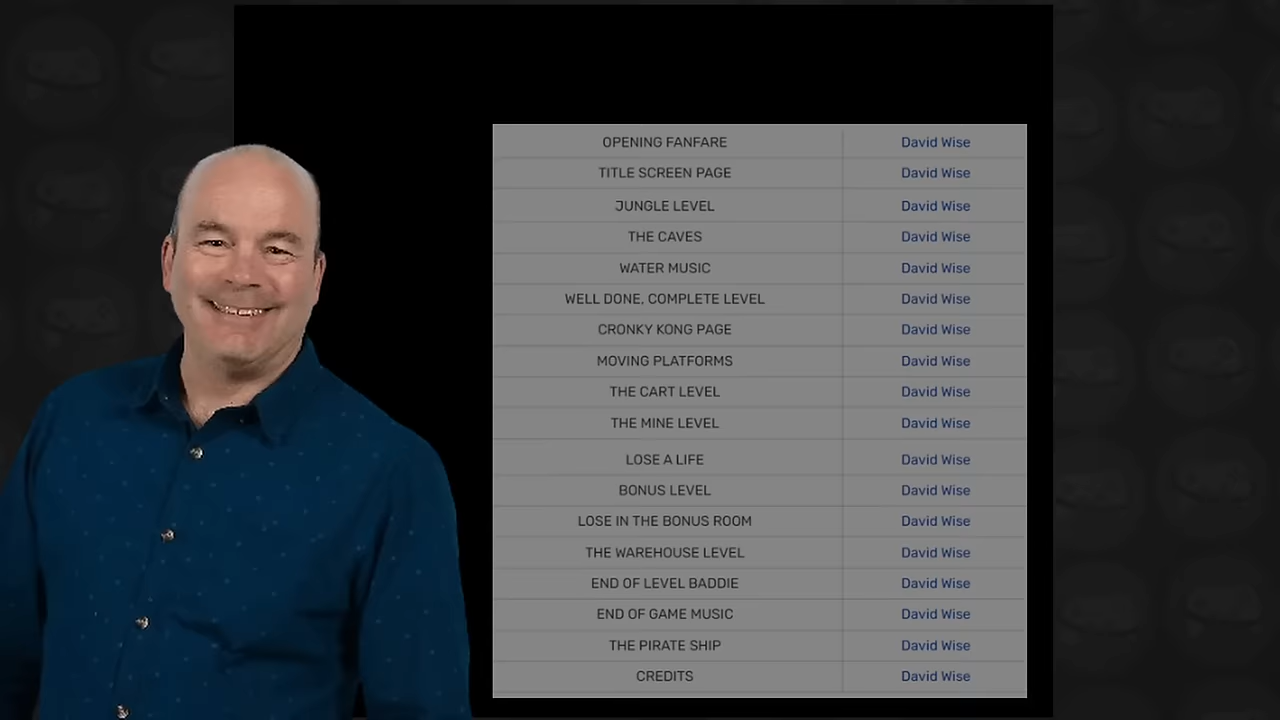 OPENING FANFARE David Wise
TITLE SCREEN PAGE David Wise
JUNGLE LEVEL David Wise
THE CAVES David Wise
WATER MUSIC David Wise
WELL DONE, COMPLETE LEVEL David Wise
CRONKY KONG PAGE David Wise
MOVING PLATFORMS David Wise
THE CART LEVEL David Wise
THE MINE LEVEL David Wise
LOSE A LIFE David Wise
BONUS LEVEL David Wise
LOSE IN THE BONUS ROOM David Wise
THE WAREHOUSE LEVEL David Wise
END OF LEVEL BADDIE David Wise
END OF GAME MUSIC David Wise
THE PIRATE SHIP David Wise
CREDITS David Wise